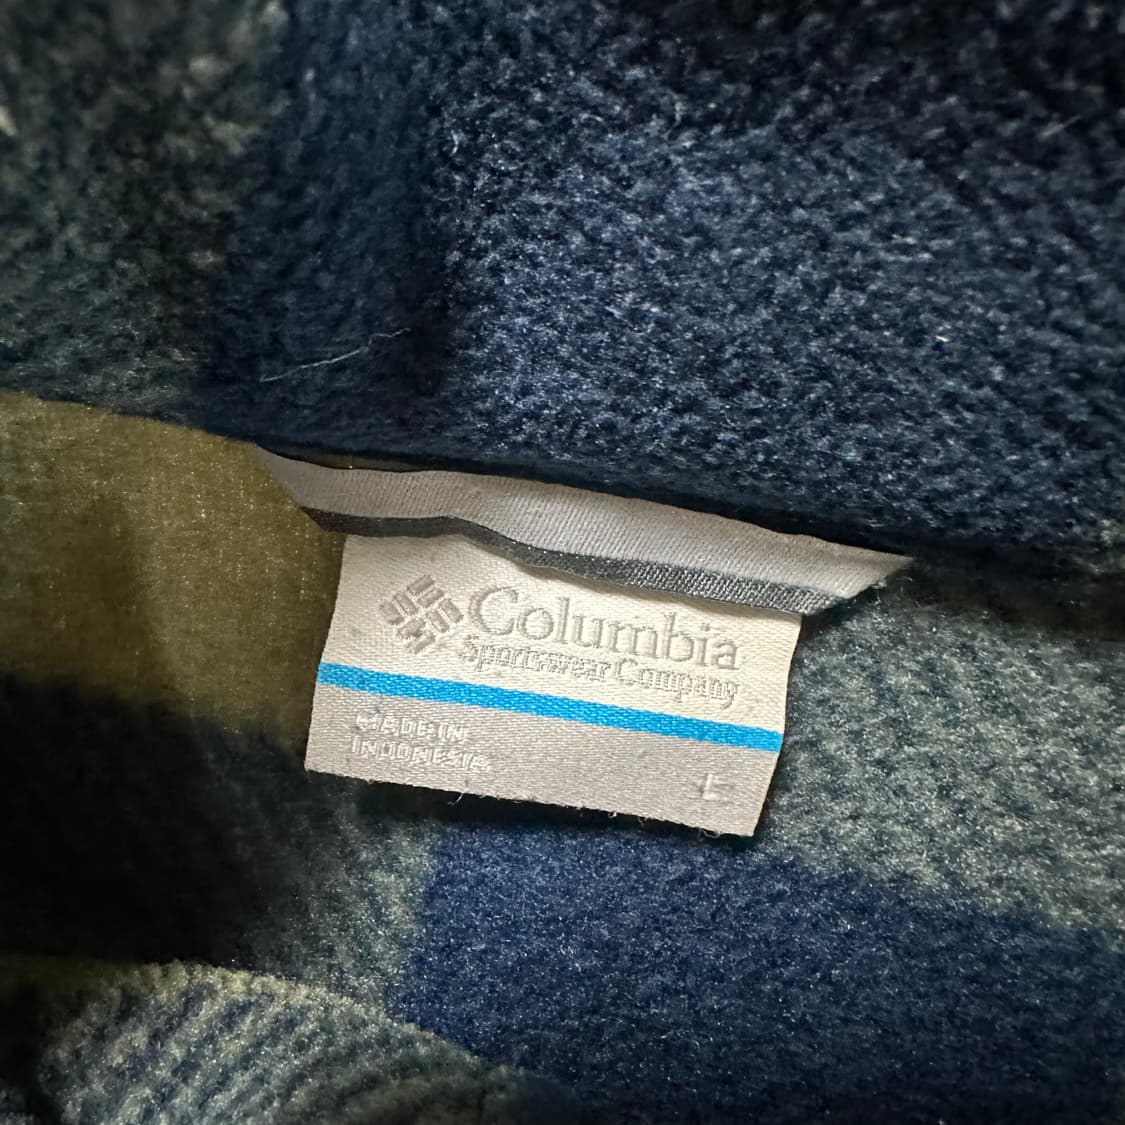 Columbia
Sportswear Company
MADE IN
INDONESIA
L